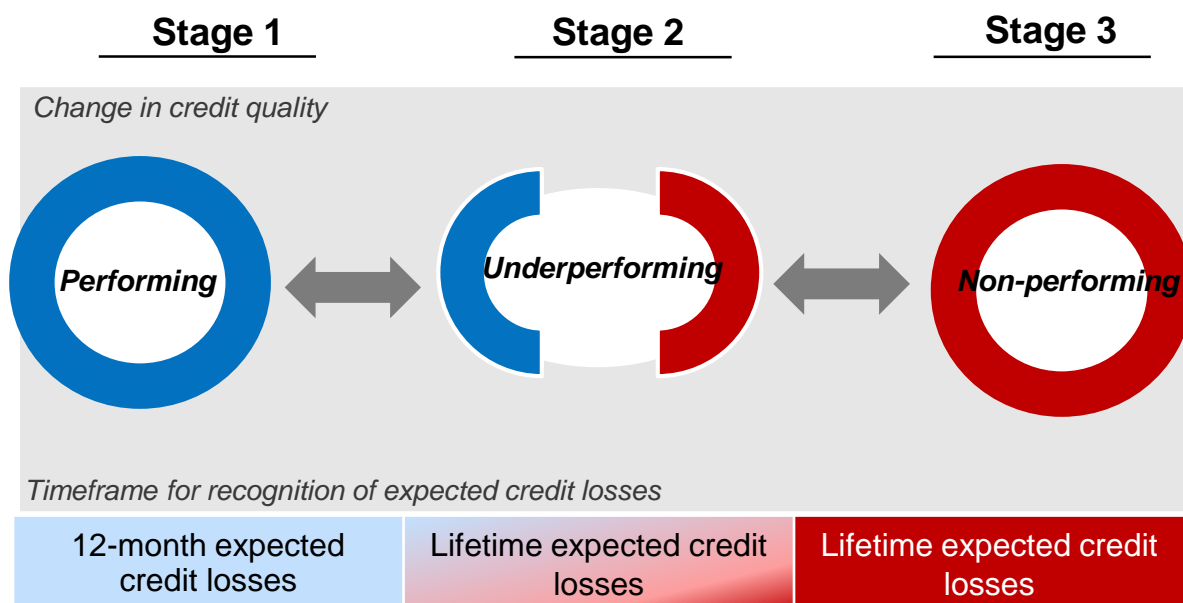 Stage 1
Stage 2
Stage 3
Change in credit quality
Performing
Underperforming
Non-performing
Timeframe for recognition of expected credit losses
12-month expected
credit losses
Lifetime expected credit
losses
Lifetime expected credit
losses